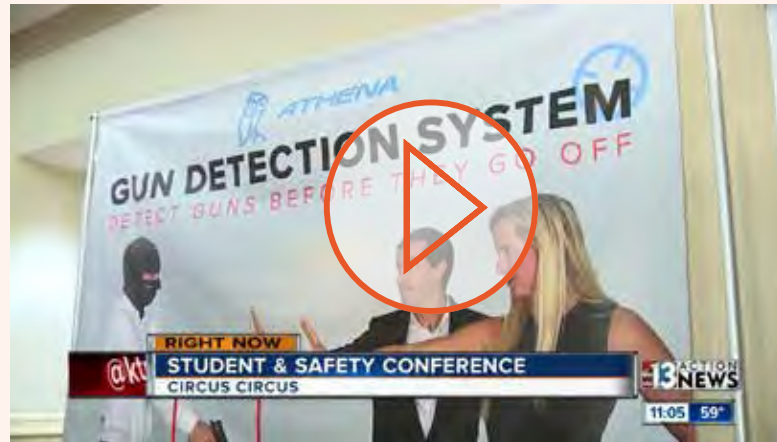 ATHENA
GUN DETECTION SYSTEM
DETECT GUNS BEFORE THEY GO OFF
RIGHT NOW
@kt
STUDENT & SAFETY CONFERENCE
CIRCUS CIRCUS
13 ACTION NEWS
11:05 59°